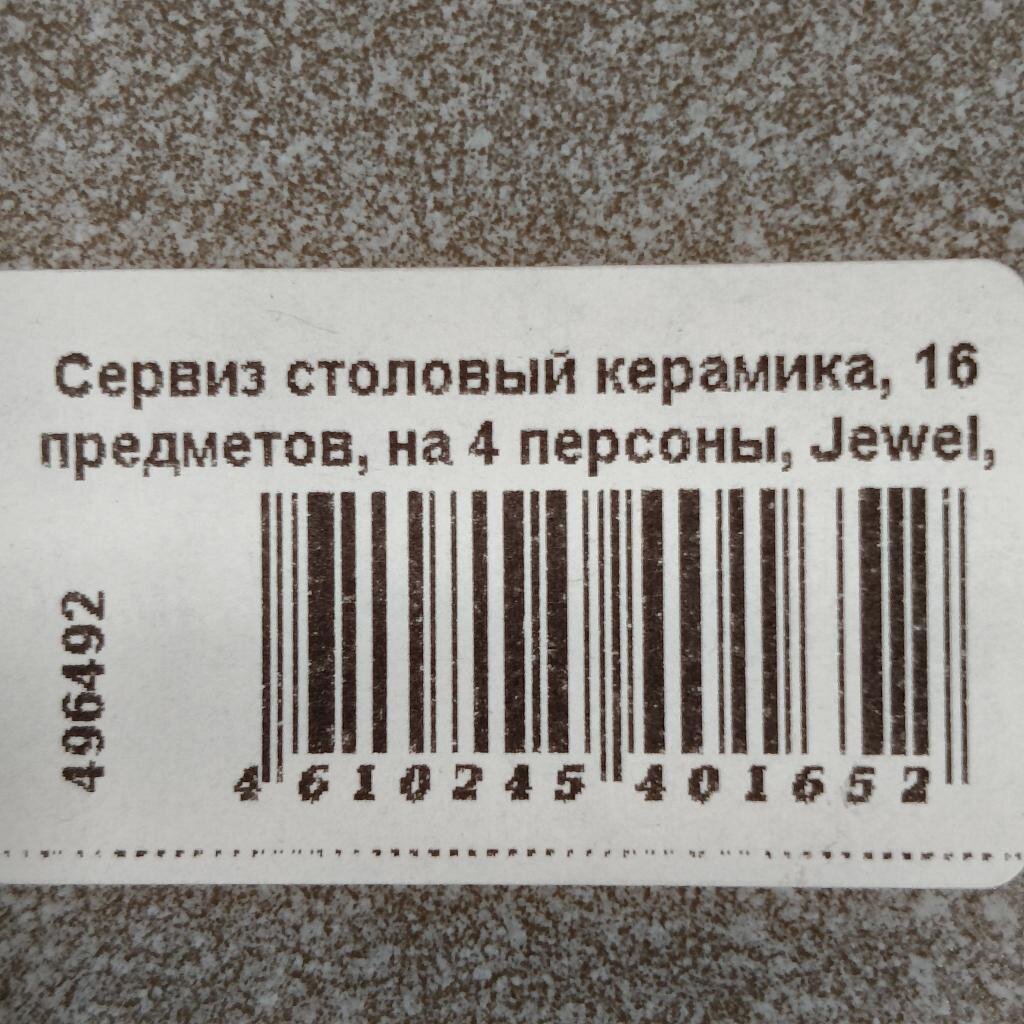 Сервиз столовый керамика, 16
предметов, на 4 персоны, Jewel,
496492
4 610245 401652